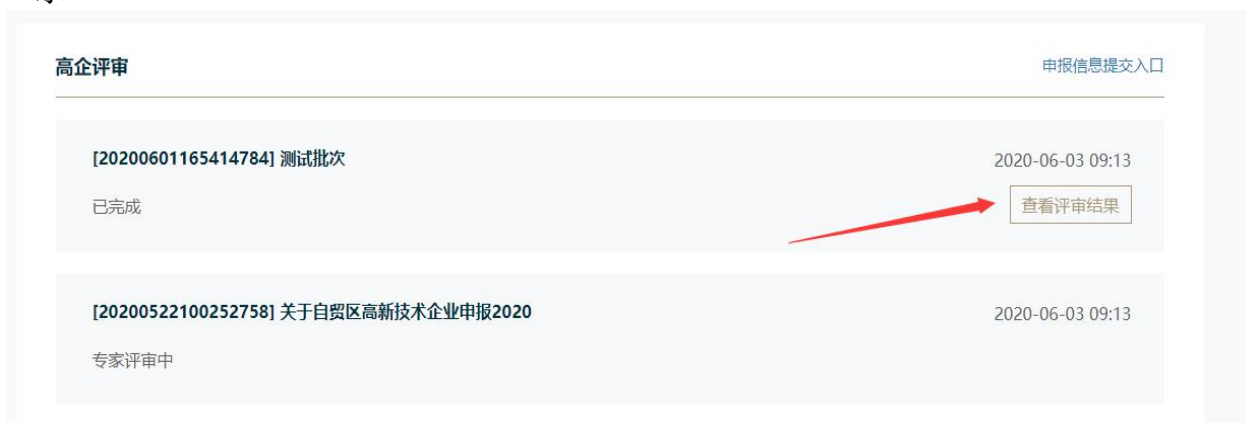 高企评审
申报信息提交入口
[20200601165414784] 测试批次
2020-06-03 09:13
已完成
查看评审结果
[20200522100252758] 关于自贸区高新技术企业申报2020
2020-06-03 09:13
专家评审中